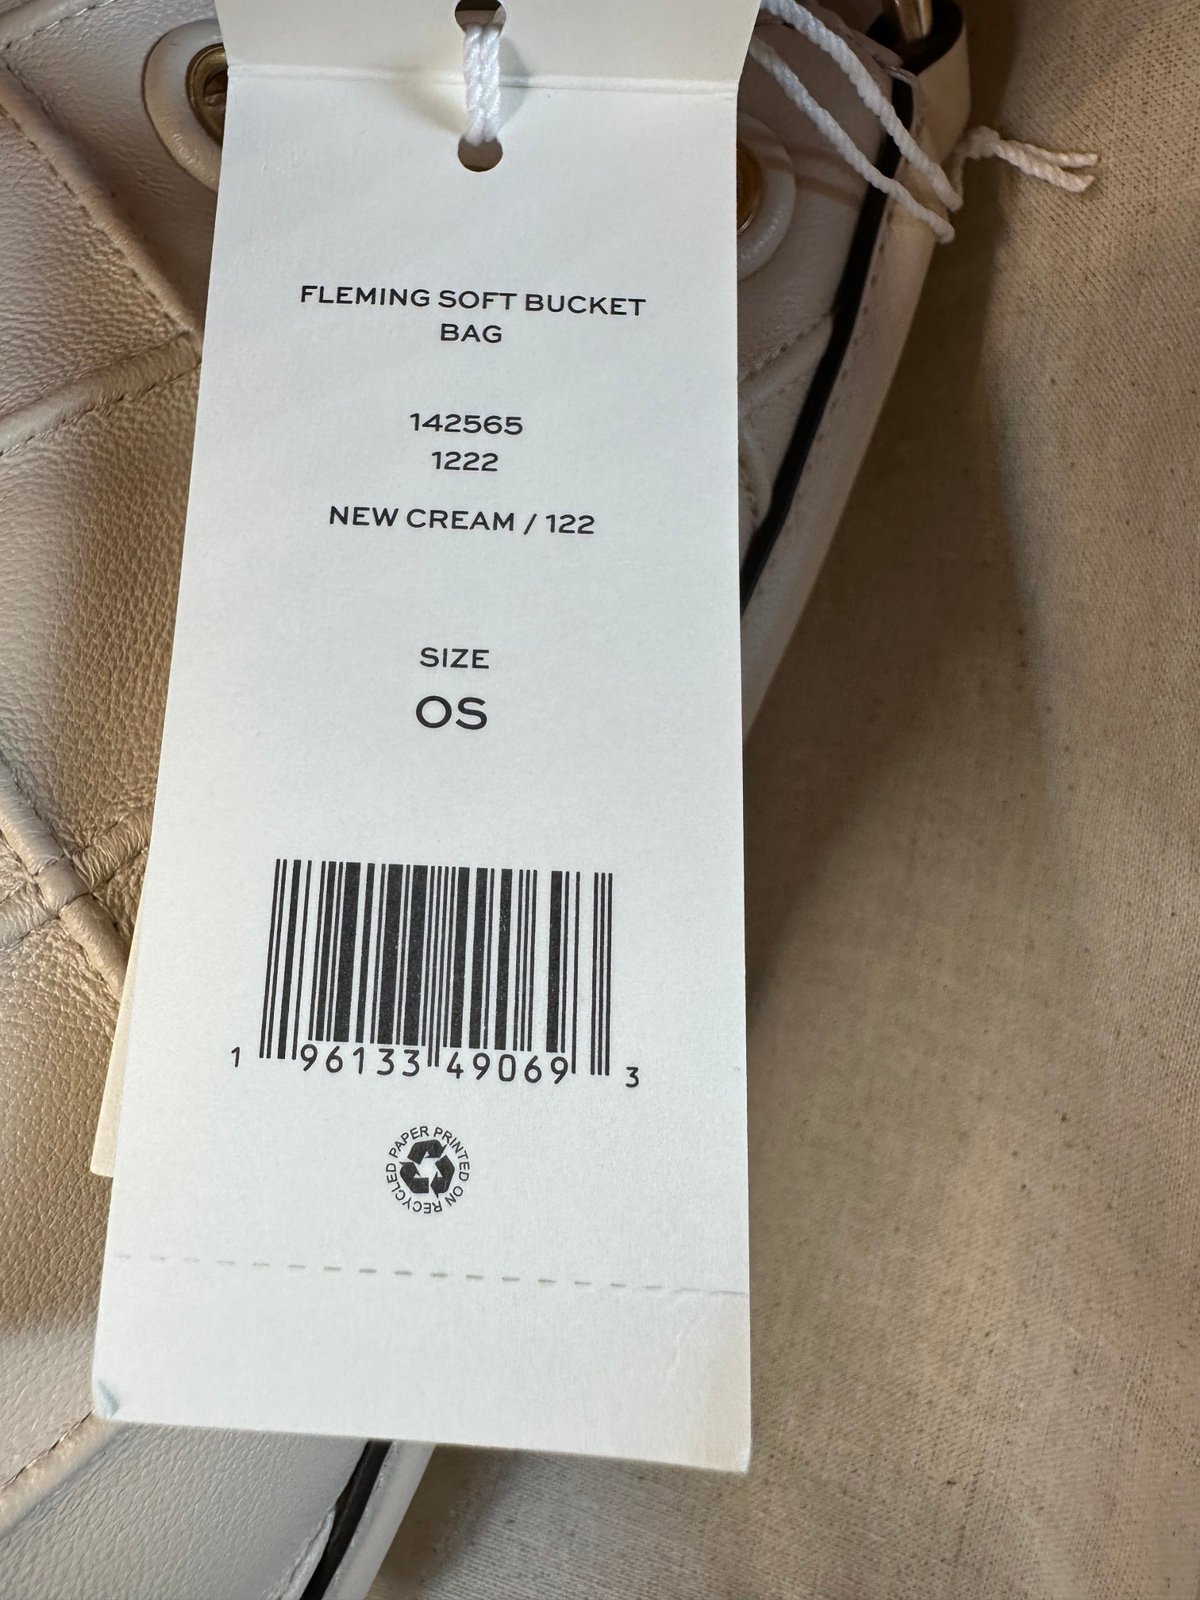 FLEMING SOFT BUCKET
BAG
142565
1222
NEW CREAM / 122
SIZE
OS
1 96133 49069 3
PRINTED ON RECYCLED PAPER